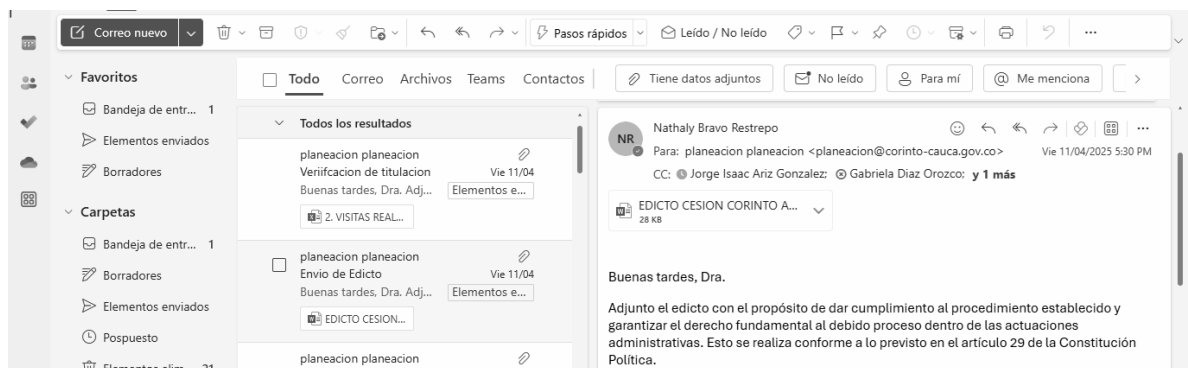 Correo nuevo
Pasos rápidos
Leído / No leído
Favoritos
Bandeja de entr... 1
Elementos enviados
Borradores
Carpetas
Bandeja de entr... 1
Borradores
Elementos enviados
Pospuesto
Elementos elim... 21
Todo Correo Archivos Teams Contactos
Tiene datos adjuntos
No leído
Para mí
@ Me menciona
Todos los resultados
planeacion planeacion
Veriifcacion de titulacion Vie 11/04
Buenas tardes, Dra. Adj... Elementos e...
2. VISITAS REAL...
planeacion planeacion
Envio de Edicto Vie 11/04
Buenas tardes, Dra. Adj... Elementos e...
EDICTO CESION...
planeacion planeacion
NR
Nathaly Bravo Restrepo
Para: planeacion planeacion <planeacion@corinto-cauca.gov.co> Vie 11/04/2025 5:30 PM
CC: Jorge Isaac Ariz Gonzalez; Gabriela Diaz Orozco; y 1 más
EDICTO CESION CORINTO A...
28 KB
Buenas tardes, Dra.
Adjunto el edicto con el propósito de dar cumplimiento al procedimiento establecido y
garantizar el derecho fundamental al debido proceso dentro de las actuaciones
administrativas. Esto se realiza conforme a lo previsto en el artículo 29 de la Constitución
Política.